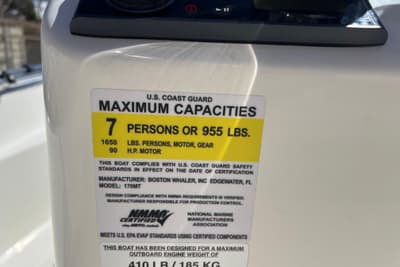 U.S. COAST GUARD
MAXIMUM CAPACITIES
7 PERSONS OR 955 LBS.
1650 LBS. PERSONS, MOTOR, GEAR
90 H.P. MOTOR
THIS BOAT COMPLIES WITH U.S. COAST GUARD SAFETY
STANDARDS IN EFFECT ON THE DATE OF CERTIFICATION
MANUFACTURER: BOSTON WHALER, INC EDGEWATER, FL
MODEL: 170MT
DESIGN COMPLIANCE WITH NMMA REQUIREMENTS IS VERIFIED.
MANUFACTURER RESPONSIBLE FOR PRODUCTION CONTROL.
NMMA
CERTIFIED
NATIONAL MARINE
MANUFACTURERS
ASSOCIATION
MEETS U.S. EPA EVAP STANDARDS USING CERTIFIED COMPONENTS
THIS BOAT HAS BEEN DESIGNED FOR A MAXIMUM
OUTBOARD ENGINE WEIGHT OF
410 LB / 185 KG